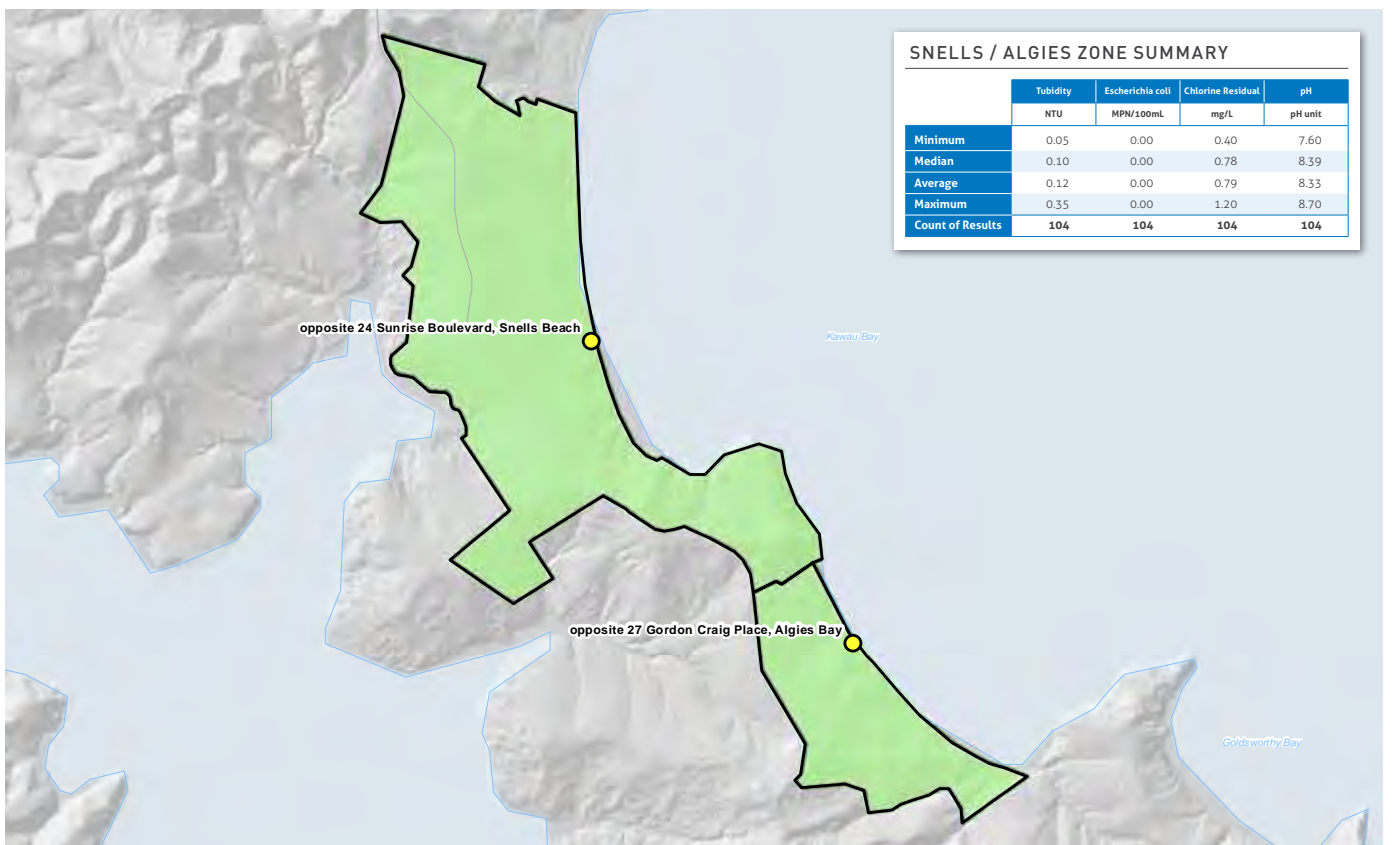 SNELLS / ALGIES ZONE SUMMARY
Tubidity Escherichia coli Chlorine Residual pH
NTU MPN/100mL mg/L pH unit
Minimum 0.05 0.00 0.40 7.60
Median 0.10 0.00 0.78 8.39
Average 0.12 0.00 0.79 8.33
Maximum 0.35 0.00 1.20 8.70
Count of Results 104 104 104 104
opposite 24 Sunrise Boulevard, Snells Beach
Kawau Bay
opposite 27 Gordon Craig Place, Algies Bay
Goldsworthy Bay